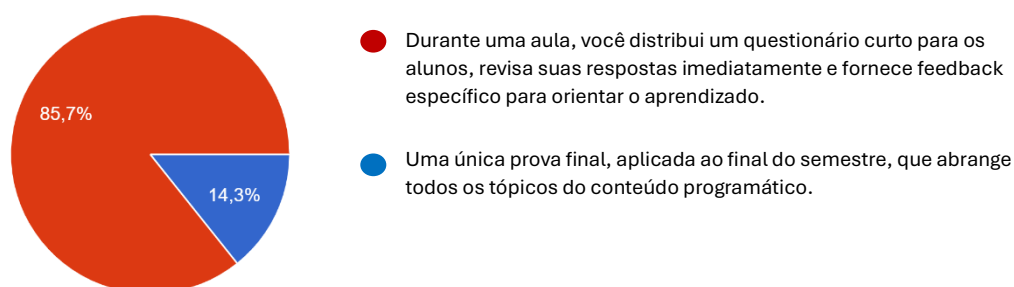 85,7%
14,3%
Durante uma aula, você distribui um questionário curto para os
alunos, revisa suas respostas imediatamente e fornece feedback
específico para orientar o aprendizado.
Uma única prova final, aplicada ao final do semestre, que abrange
todos os tópicos do conteúdo programático.